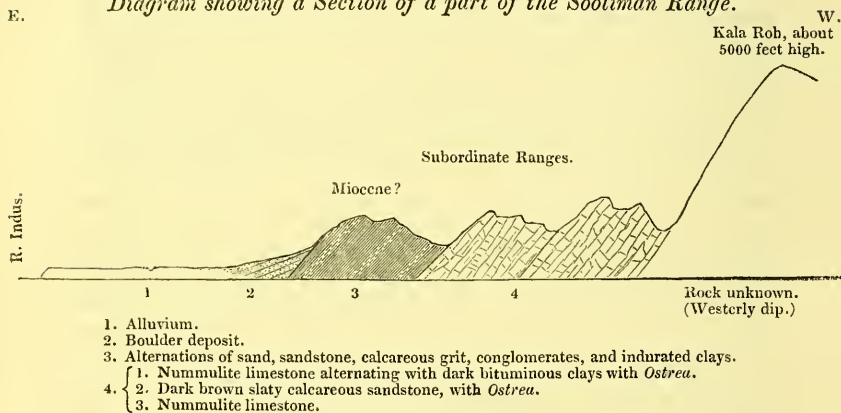 Diagram showing a Section of a part of the Sooliman Range.
E.
W.
Kala Roh, about
5000 feet high.
Subordinate Ranges.
Miocene?
R. Indus.
1 2 3 4 Rock unknown.
(Westerly dip.)
1. Alluvium.
2. Boulder deposit.
3. Alternations of sand, sandstone, calcareous grit, conglomerates, and indurated clays.
4. { 1. Nummulite limestone alternating with dark bituminous clays with Ostrea.
2. Dark brown slaty calcareous sandstone, with Ostrea.
3. Nummulite limestone.